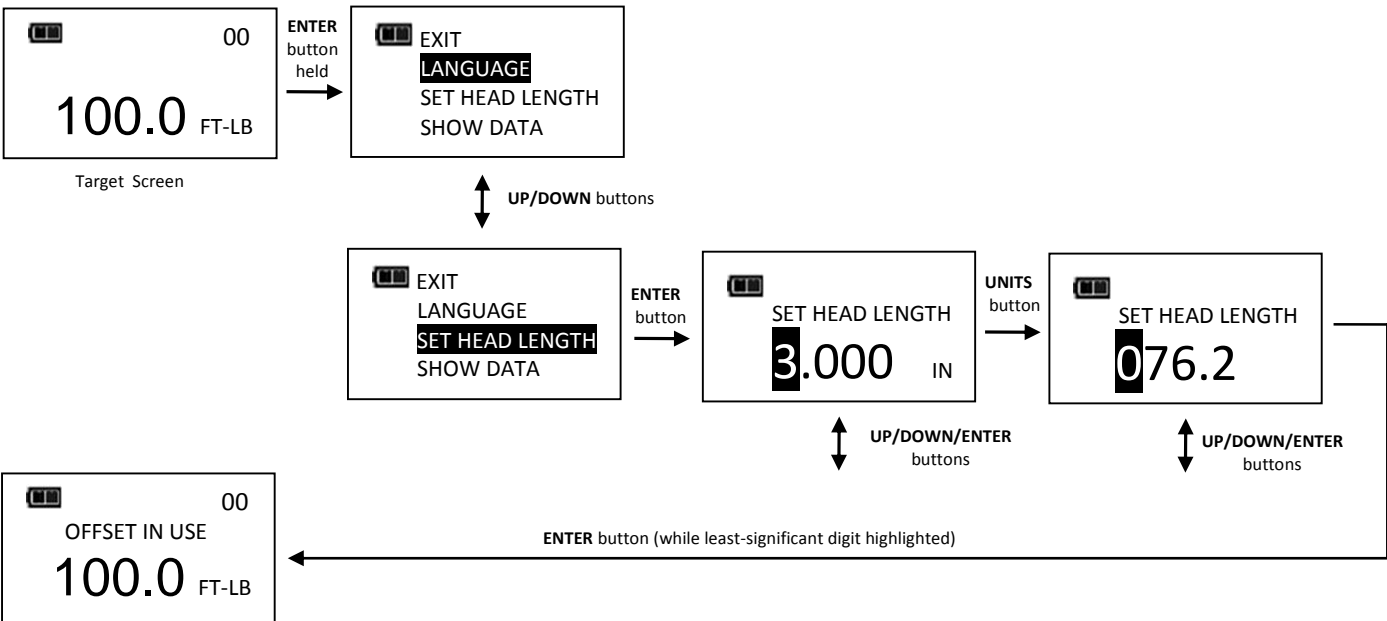 00
100.0 FT-LB
Target Screen
ENTER
button
held
EXIT
LANGUAGE
SET HEAD LENGTH
SHOW DATA
UP/DOWN buttons
EXIT
LANGUAGE
SET HEAD LENGTH
SHOW DATA
ENTER
button
SET HEAD LENGTH
3.000 IN
UP/DOWN/ENTER
buttons
UNITS
button
SET HEAD LENGTH
076.2
UP/DOWN/ENTER
buttons
ENTER button (while least-significant digit highlighted)
00
OFFSET IN USE
100.0 FT-LB